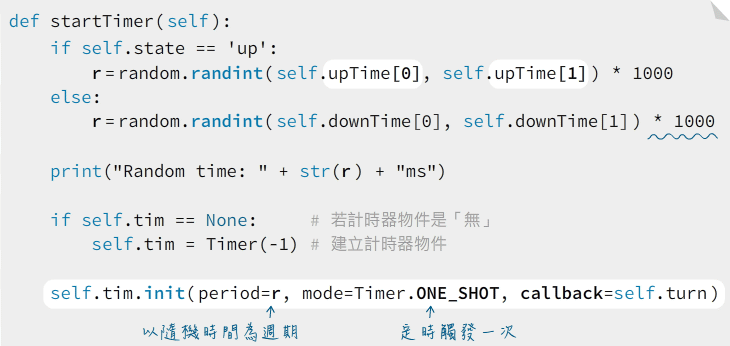 def startTimer(self):
    if self.state == 'up':
        r=random.randint(self.upTime[0], self.upTime[1]) * 1000
    else:
        r=random.randint(self.downTime[0], self.downTime[1]) * 1000
    print("Random time: " + str(r) + "ms")
    if self.tim == None:     # 若計時器物件是「無」
        self.tim = Timer(-1) # 建立計時器物件
    self.tim.init(period=r, mode=Timer.ONE_SHOT, callback=self.turn)
以隨機時間為週期 定時觸發一次